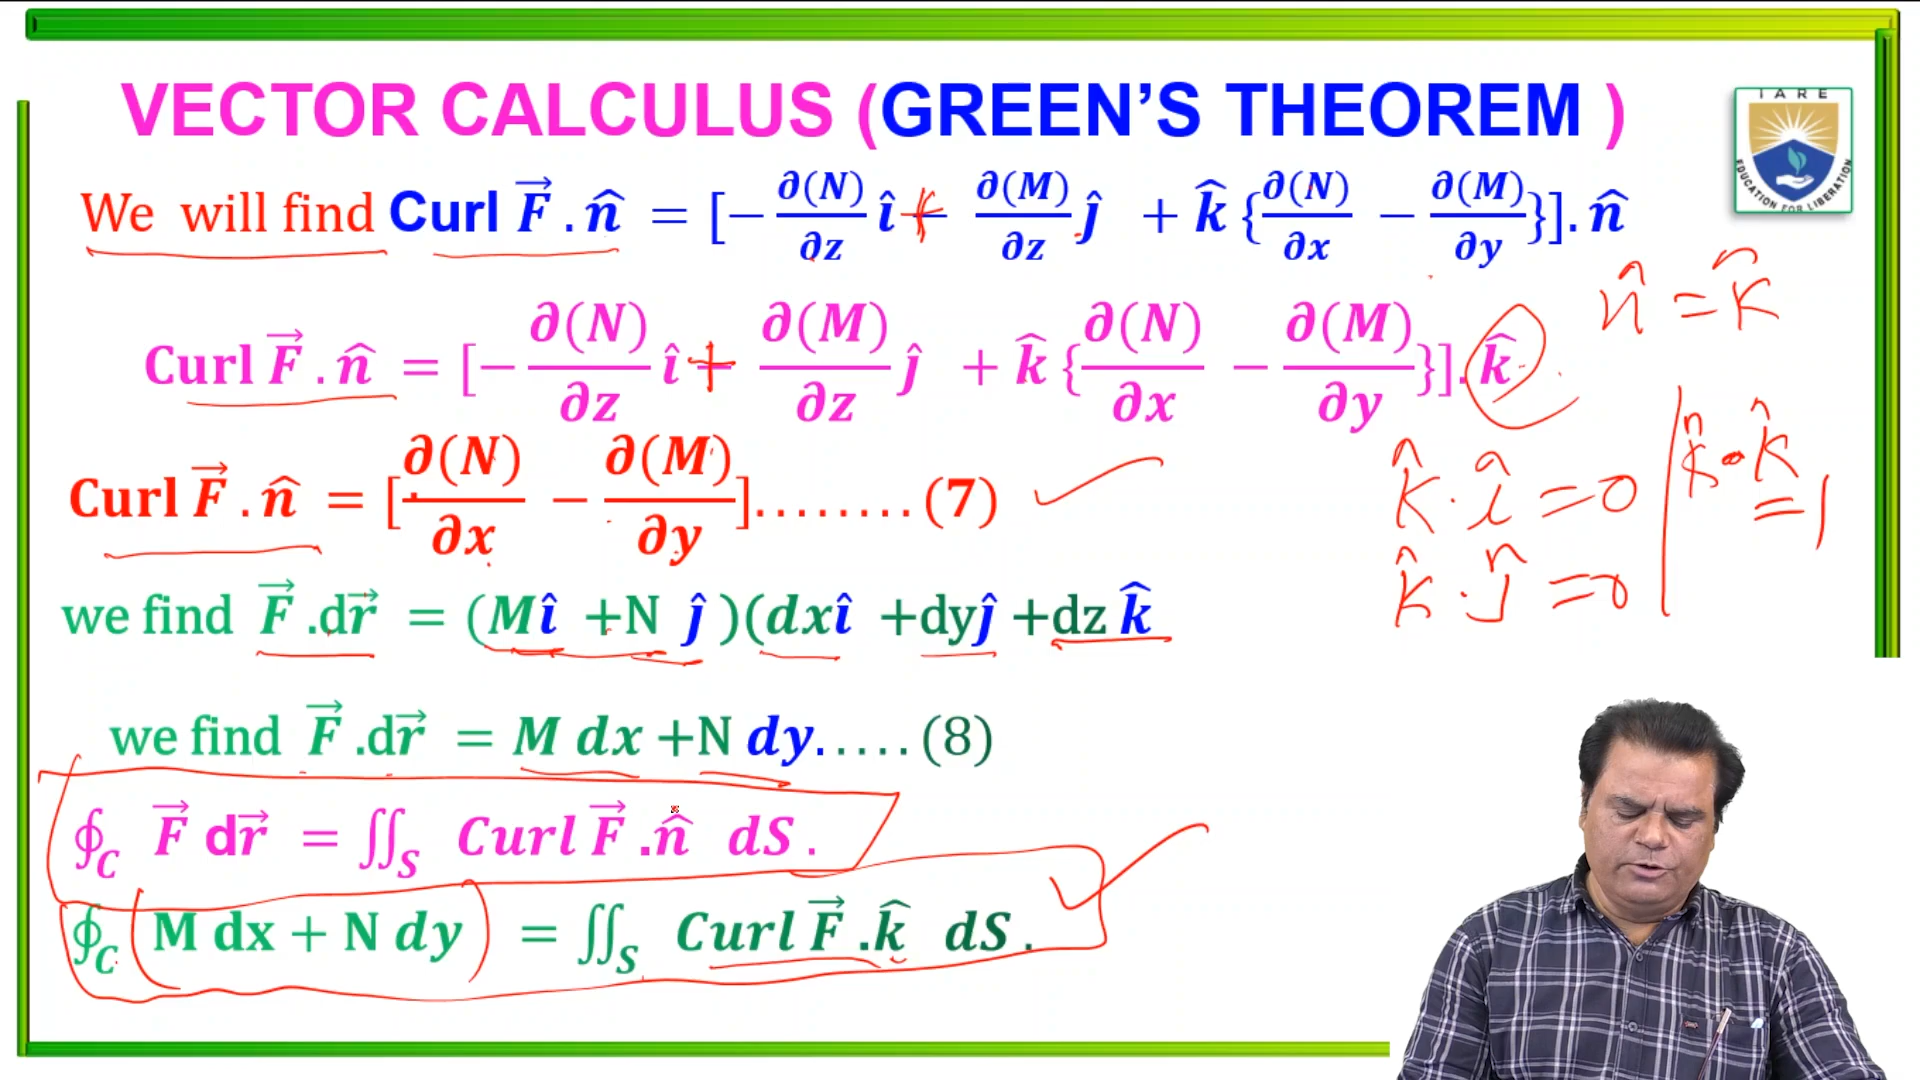 VECTOR CALCULUS (GREEN'S THEOREM )
IARE
EDUCATION FOR LIBERATION
We will find Curl F⃗ . n̂ = [− ∂(N)/∂z î + ∂(M)/∂z ĵ + k̂ {∂(N)/∂x − ∂(M)/∂y}]. n̂
n̂ = k̂
Curl F⃗ . n̂ = [− ∂(N)/∂z î + ∂(M)/∂z ĵ + k̂ {∂(N)/∂x − ∂(M)/∂y}]. k̂
k̂ . î = 0
k̂ . k̂ = 1
k̂ . ĵ = 0
Curl F⃗ . n̂ = [∂(N)/∂x − ∂(M)/∂y]........(7)
we find F⃗ .dr⃗ = (Mî +N ĵ )(dxî +dyĵ +dz k̂
we find F⃗ .dr⃗ = M dx +N dy.....(8)
∮C F⃗ dr⃗ = ∬S Curl F⃗ .n̂ dS .
∮C M dx + N dy = ∬S Curl F⃗ .k̂ dS .